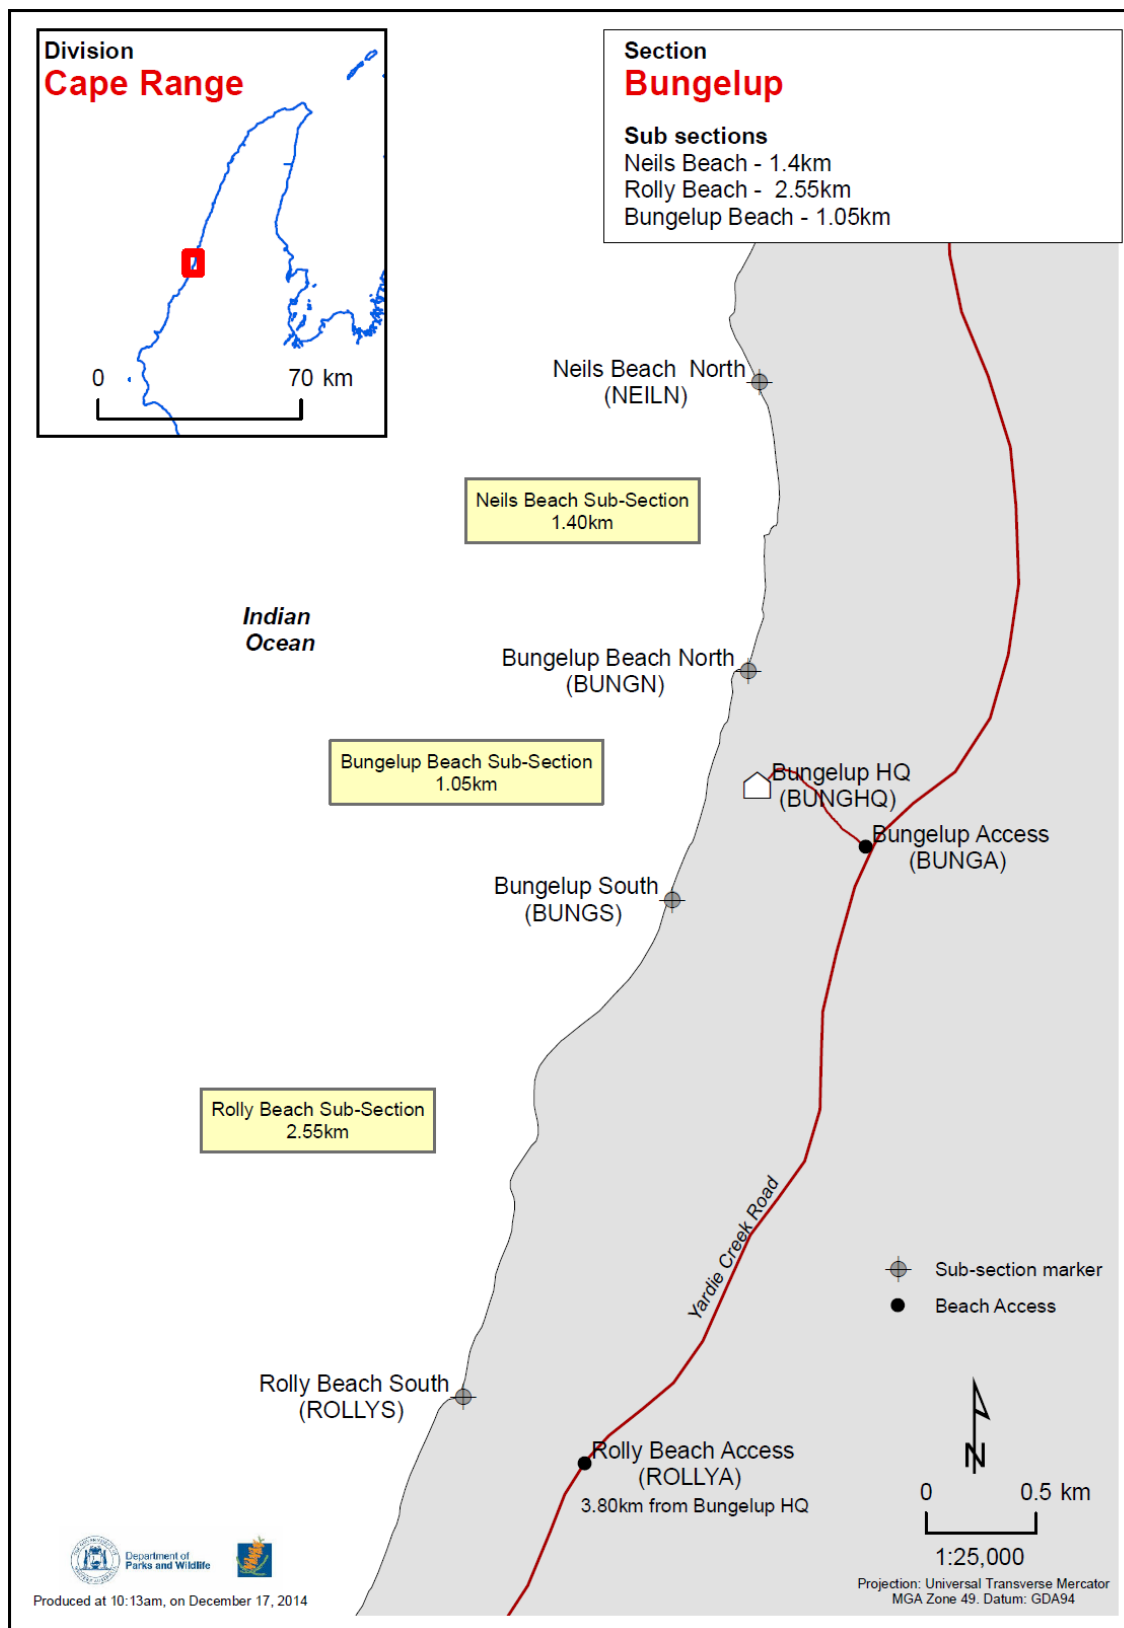 Division
Cape Range
0 70 km
Section
Bungelup
Sub sections
Neils Beach - 1.4km
Rolly Beach -  2.55km
Bungelup Beach - 1.05km
Neils Beach  North
(NEILN)
Neils Beach Sub-Section
1.40km
Indian
Ocean
Bungelup Beach North
(BUNGN)
Bungelup Beach Sub-Section
1.05km
Bungelup HQ
(BUNGHQ)
Bungelup Access
(BUNGA)
Bungelup South
(BUNGS)
Rolly Beach Sub-Section
2.55km
Yardie Creek Road
Sub-section marker
Beach Access
Rolly Beach South
(ROLLYS)
Rolly Beach Access
(ROLLYA)
3.80km from Bungelup HQ
N
0 0.5 km
1:25,000
Projection: Universal Transverse Mercator
MGA Zone 49. Datum: GDA94
Department of
Parks and Wildlife
Produced at 10:13am, on December 17, 2014